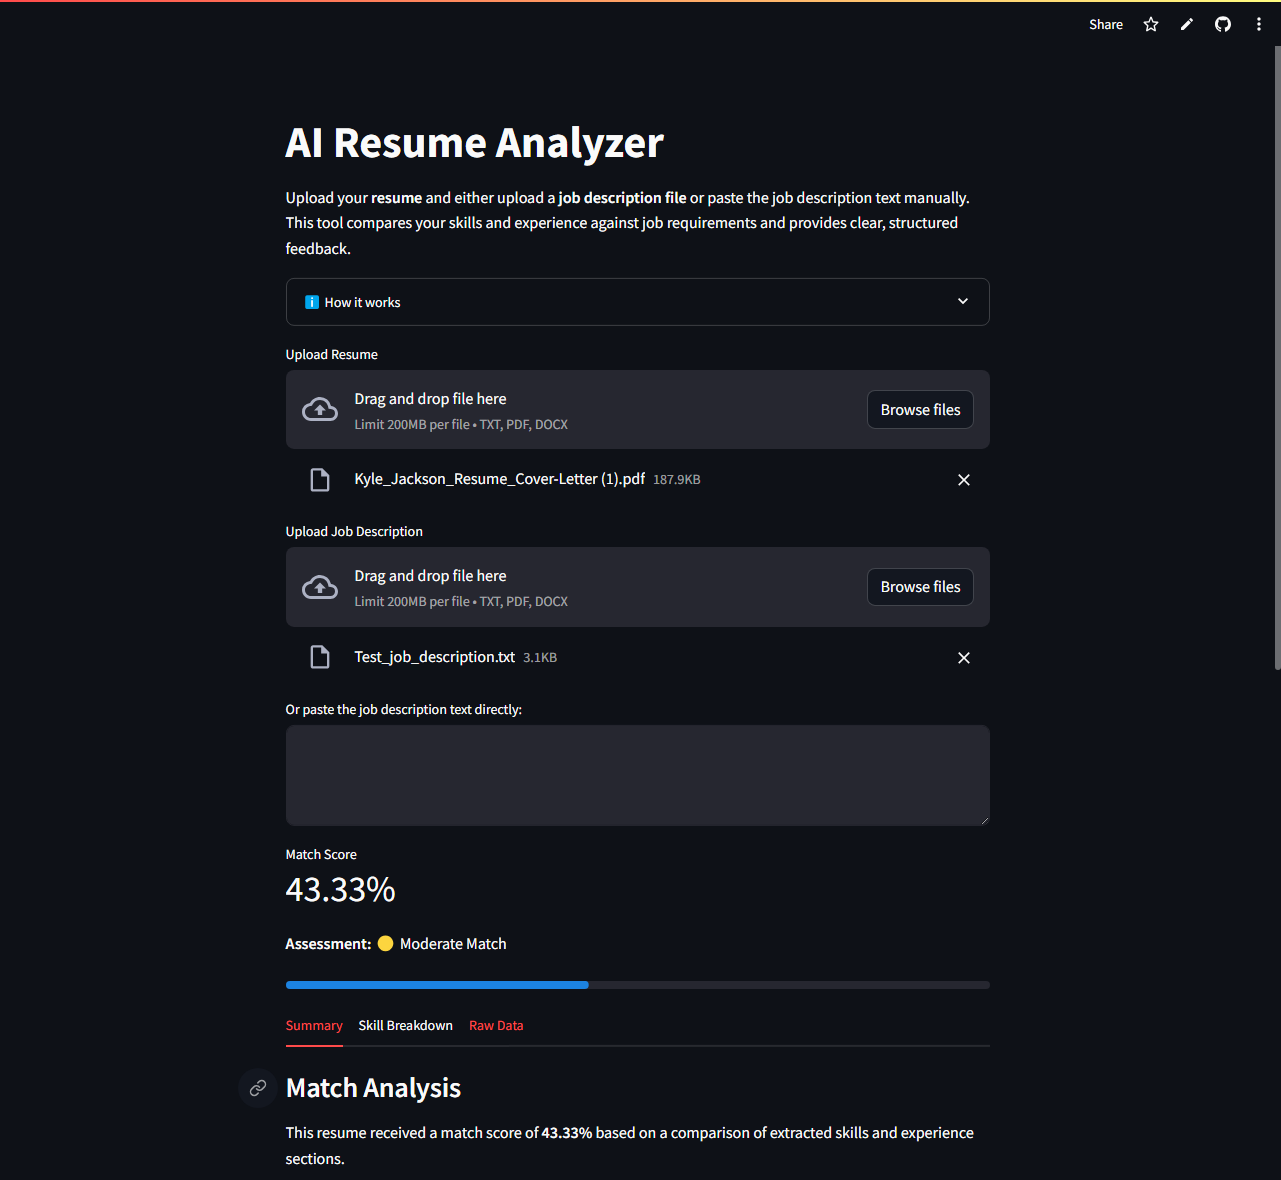 Share
AI Resume Analyzer
Upload your resume and either upload a job description file or paste the job description text manually.
This tool compares your skills and experience against job requirements and provides clear, structured
feedback.
How it works
Upload Resume
Drag and drop file here
Limit 200MB per file • TXT, PDF, DOCX
Browse files
Kyle_Jackson_Resume_Cover-Letter (1).pdf 187.9KB
Upload Job Description
Drag and drop file here
Limit 200MB per file • TXT, PDF, DOCX
Browse files
Test_job_description.txt 3.1KB
Or paste the job description text directly:
Match Score
43.33%
Assessment: 🟡 Moderate Match
Summary Skill Breakdown Raw Data
Match Analysis
This resume received a match score of 43.33% based on a comparison of extracted skills and experience
sections.